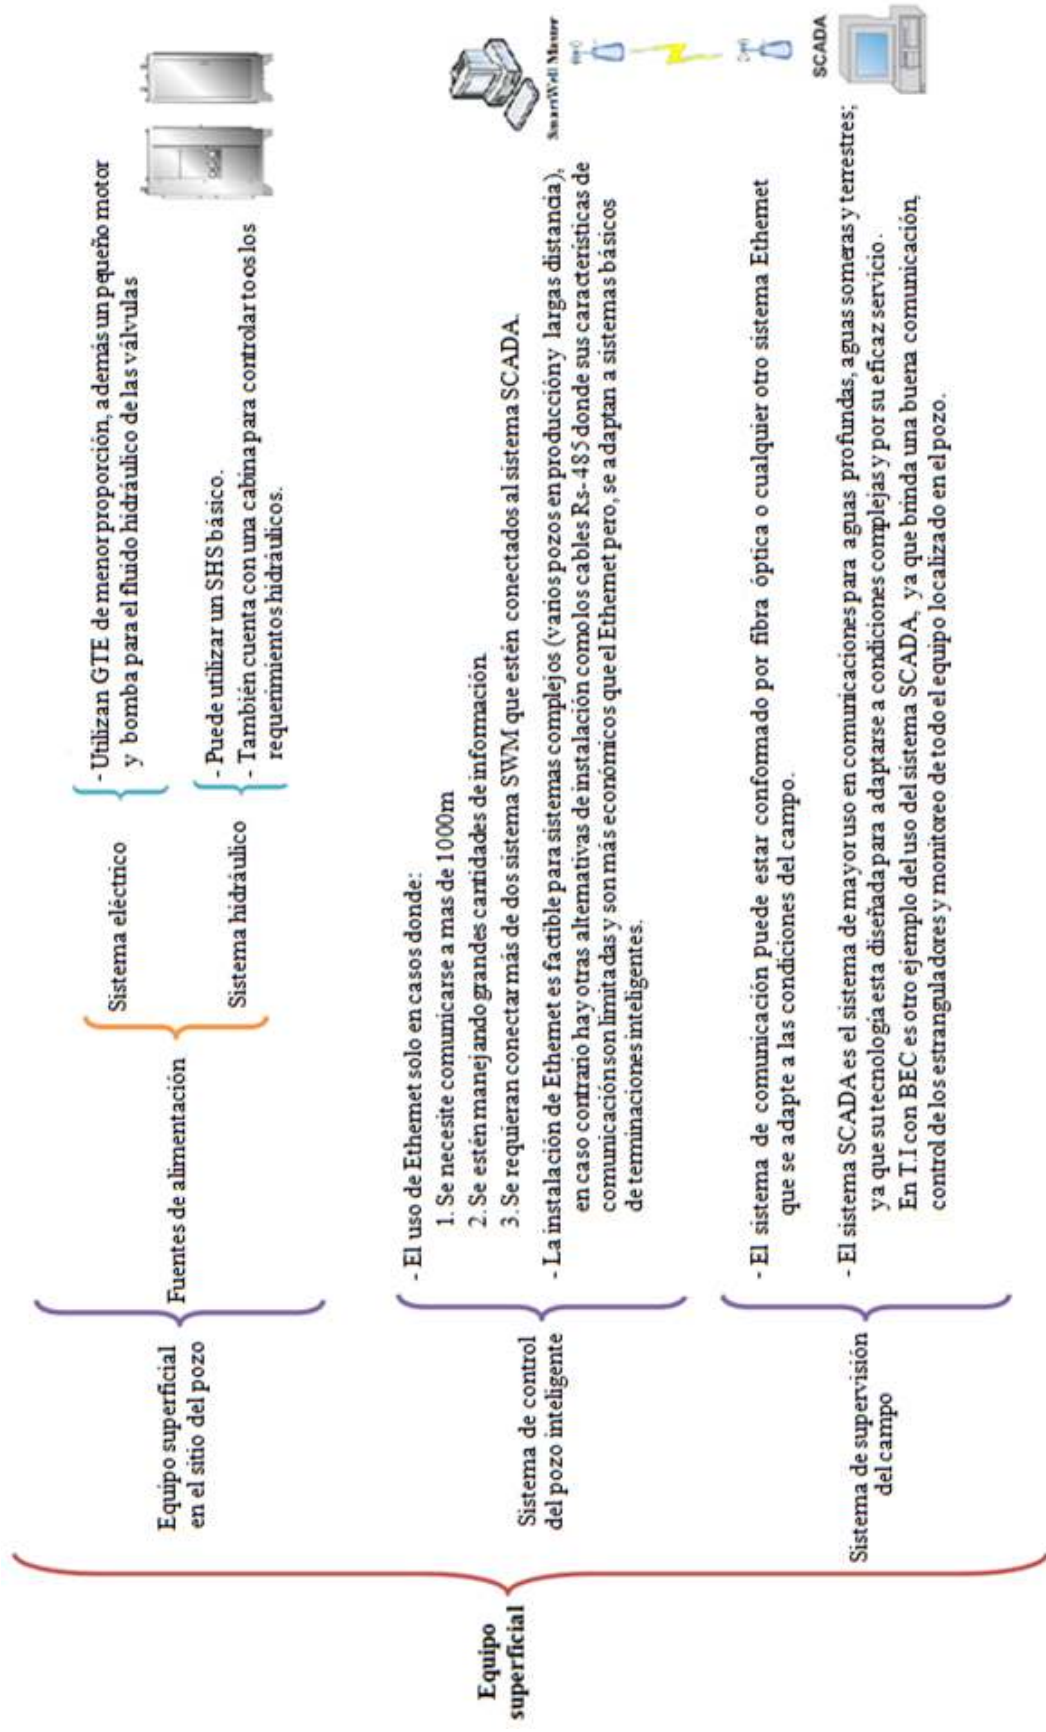 Equipo
superficial
Equipo superficial
en el sitio del pozo
Fuentes de alimentación
Sistema eléctrico
- Utilizan GTE de menor proporción, además un pequeño motor
y bomba para el fluido hidráulico de las válvulas
Sistema hidráulico
- Puede utilizar un SHS básico.
- También cuenta con una cabina para controlar toos los
requerimientos hidráulicos.
Sistema de control
del pozo inteligente
- El uso de Ethernet solo en casos donde:
1. Se necesite comunicarse a mas de 1000m
2. Se estén manejando grandes cantidades de información.
3. Se requieran conectar más de dos sistema SWM que estén conectados al sistema SCADA.
- La instalación de Ethernet es factible para sistemas complejos (varios pozos en producción y largas distancia),
en caso contrario hay otras alternativas de instalación como los cables Rs-485 donde sus características de
comunicación son limitadas y son más económicos que el Ethernet pero, se adaptan a sistemas básicos
de terminaciones inteligentes.
SmartWell Master
SCADA
Sistema de supervisión
del campo
- El sistema de comunicación puede estar conformado por fibra óptica o cualquier otro sistema Ethernet
que se adapte a las condiciones del campo.
- El sistema SCADA es el sistema de mayor uso en comunicaciones para aguas profundas, aguas someras y terrestres;
ya que su tecnología esta diseñada para adaptarse a condiciones complejas y por su eficaz servicio.
En T.I con BEC es otro ejemplo del uso del sistema SCADA, ya que brinda una buena comunicación,
control de los estranguladores y monitoreo de todo el equipo localizado en el pozo.